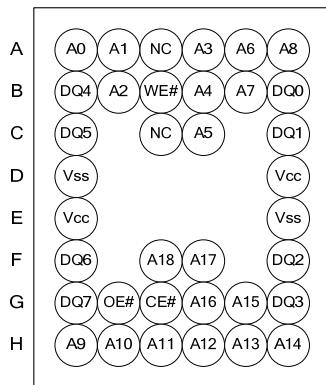 A A0 A1 NC A3 A6 A8
B DQ4 A2 WE# A4 A7 DQ0
C DQ5 NC A5 DQ1
D Vss Vcc
E Vcc Vss
F DQ6 A18 A17 DQ2
G DQ7 OE# CE# A16 A15 DQ3
H A9 A10 A11 A12 A13 A14